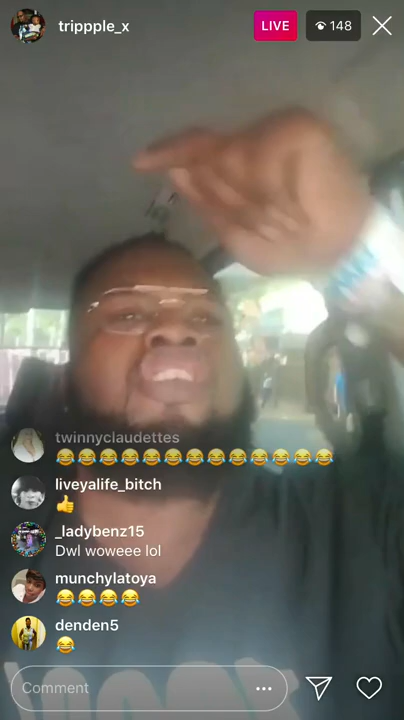 trippple_x
LIVE
148
twinnyclaudettes
😂😂😂😂😂😂😂😂😂😂😂😂😂
liveyalife_bitch
👍
_ladybenz15
Dwl woweee lol
munchylatoya
😂😂😂😂
denden5
😂
Comment